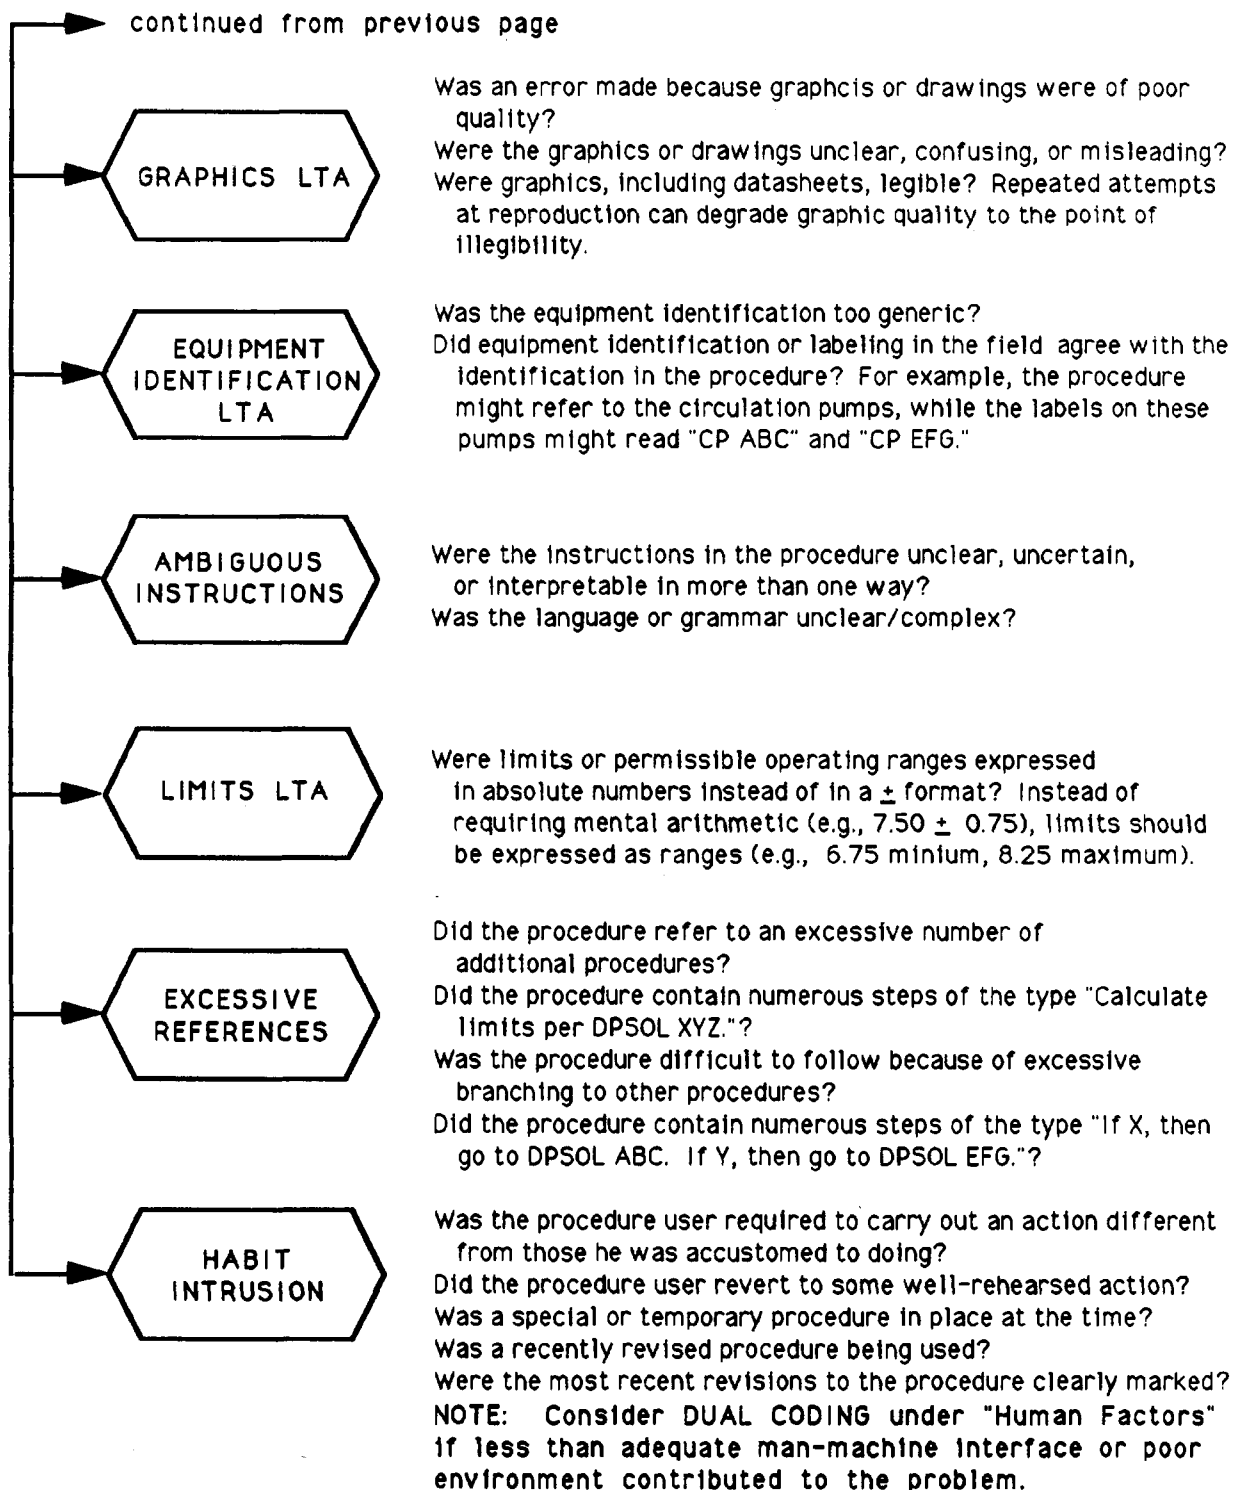 continued from previous page
Was an error made because graphcis or drawings were of poor
quality?
Were the graphics or drawings unclear, confusing, or misleading?
GRAPHICS LTA
Were graphics, including datasheets, legible? Repeated attempts
at reproduction can degrade graphic quality to the point of
illegibility.
Was the equipment identification too generic?
EQUIPMENT
IDENTIFICATION
LTA
Did equipment identification or labeling in the field agree with the
identification in the procedure? For example, the procedure
might refer to the circulation pumps, while the labels on these
pumps might read "CP ABC" and "CP EFG."
AMBIGUOUS
INSTRUCTIONS
Were the instructions in the procedure unclear, uncertain,
or interpretable in more than one way?
Was the language or grammar unclear/complex?
LIMITS LTA
Were limits or permissible operating ranges expressed
in absolute numbers instead of in a ± format? Instead of
requiring mental arithmetic (e.g., 7.50 ± 0.75), limits should
be expressed as ranges (e.g., 6.75 minium, 8.25 maximum).
Did the procedure refer to an excessive number of
additional procedures?
EXCESSIVE
REFERENCES
Did the procedure contain numerous steps of the type "Calculate
limits per DPSOL XYZ."?
Was the procedure difficult to follow because of excessive
branching to other procedures?
Did the procedure contain numerous steps of the type "If X, then
go to DPSOL ABC. If Y, then go to DPSOL EFG."?
HABIT
INTRUSION
Was the procedure user required to carry out an action different
from those he was accustomed to doing?
Did the procedure user revert to some well-rehearsed action?
Was a special or temporary procedure in place at the time?
Was a recently revised procedure being used?
Were the most recent revisions to the procedure clearly marked?
NOTE: Consider DUAL CODING under "Human Factors"
if less than adequate man-machine interface or poor
environment contributed to the problem.